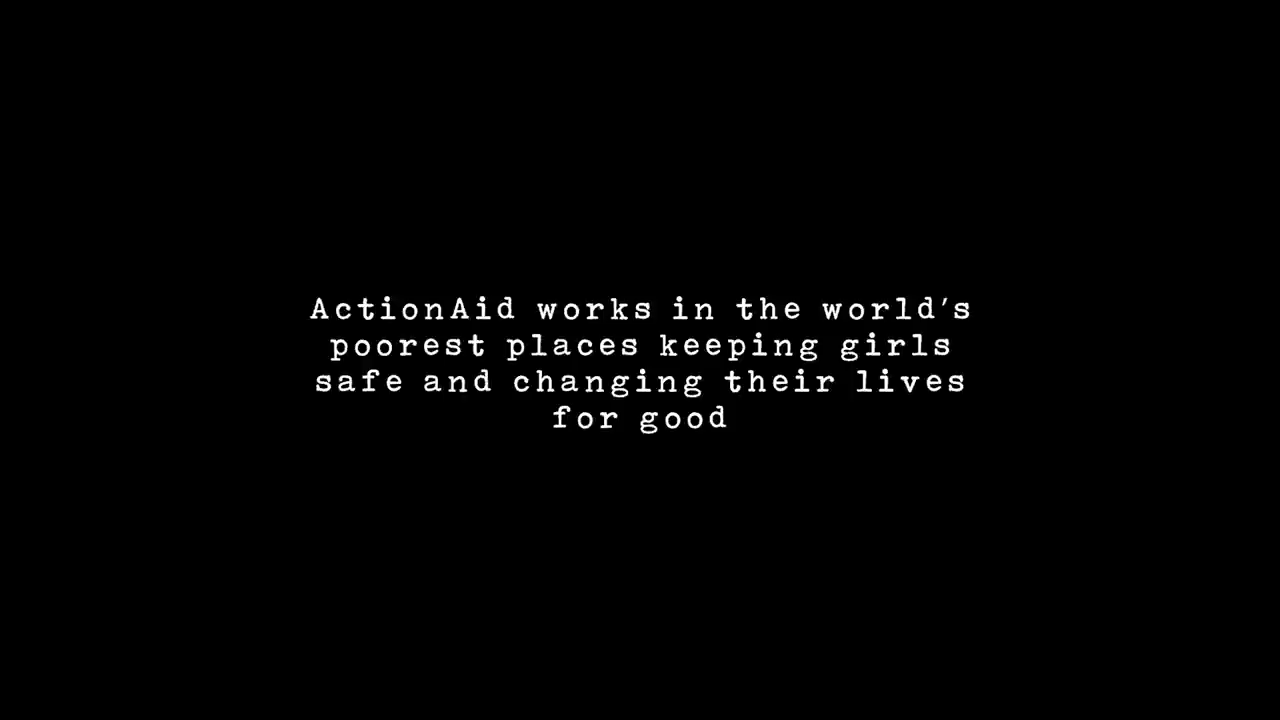 ActionAid works in the world's
poorest places keeping girls
safe and changing their lives
for good